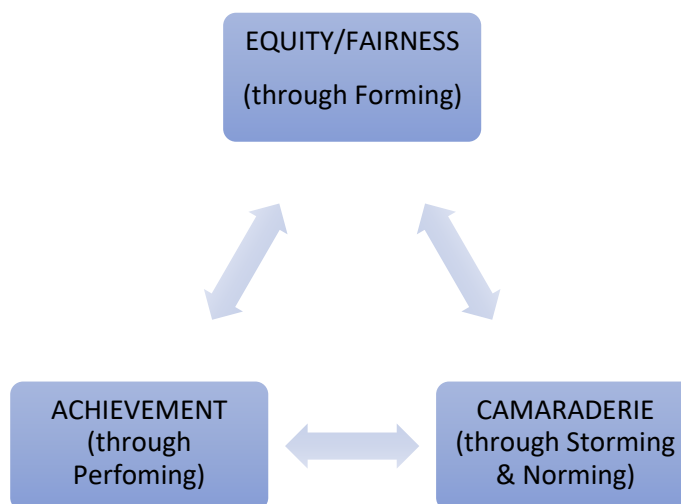 EQUITY/FAIRNESS
(through Forming)
ACHIEVEMENT
(through
Perfoming)
CAMARADERIE
(through Storming
& Norming)